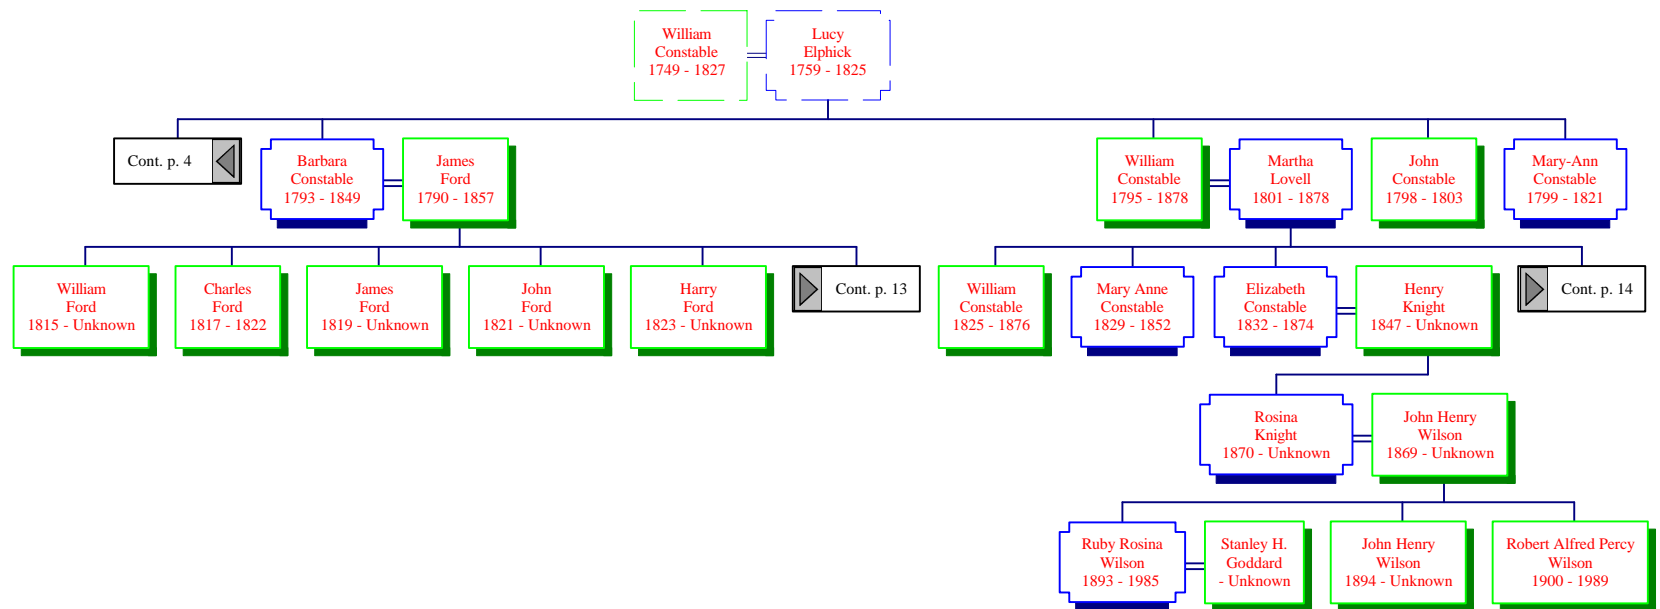 William
Constable
1749 - 1827
Lucy
Elphick
1759 - 1825
Cont. p. 4
Barbara
Constable
1793 - 1849
James
Ford
1790 - 1857
William
Constable
1795 - 1878
Martha
Lovell
1801 - 1878
John
Constable
1798 - 1803
Mary-Ann
Constable
1799 - 1821
William
Ford
1815 - Unknown
Charles
Ford
1817 - 1822
James
Ford
1819 - Unknown
John
Ford
1821 - Unknown
Harry
Ford
1823 - Unknown
Cont. p. 13
William
Constable
1825 - 1876
Mary Anne
Constable
1829 - 1852
Elizabeth
Constable
1832 - 1874
Henry
Knight
1847 - Unknown
Cont. p. 14
Rosina
Knight
1870 - Unknown
John Henry
Wilson
1869 - Unknown
Ruby Rosina
Wilson
1893 - 1985
Stanley H.
Goddard
- Unknown
John Henry
Wilson
1894 - Unknown
Robert Alfred Percy
Wilson
1900 - 1989